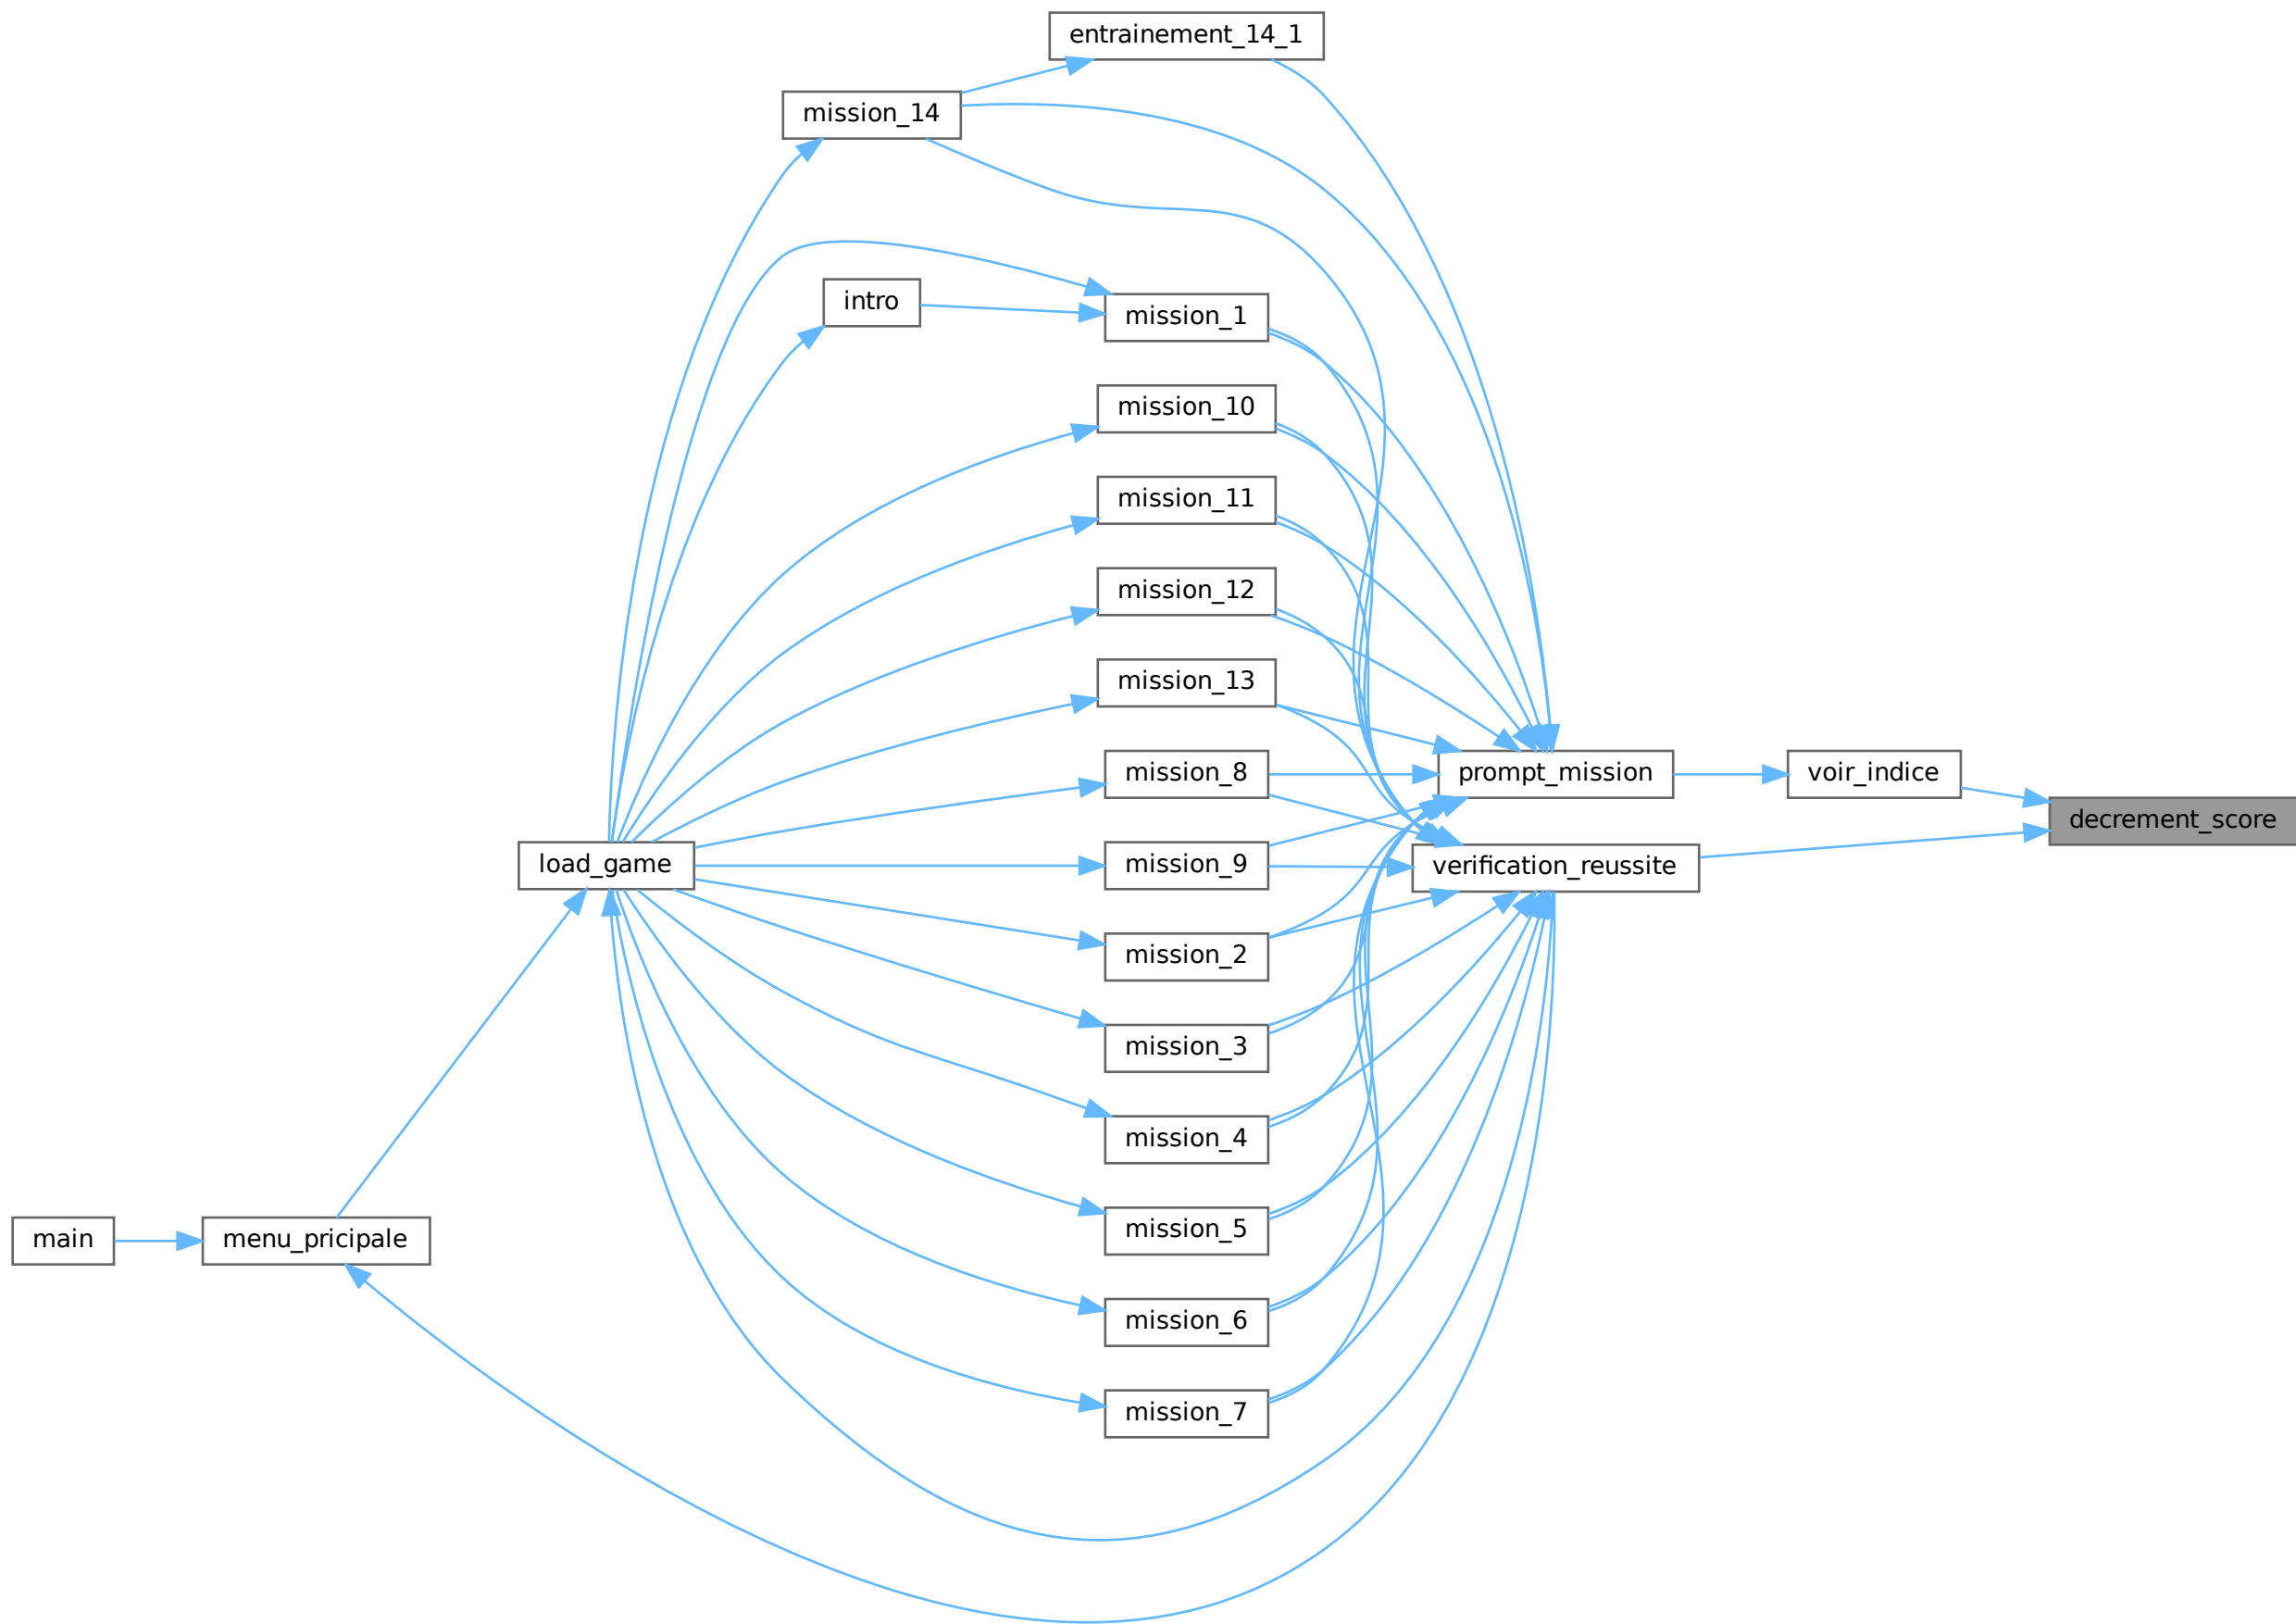 entrainement_14_1
mission_14
intro
mission_1
mission_10
mission_11
mission_12
mission_13
mission_8
prompt_mission
voir_indice
decrement_score
load_game
mission_9
verification_reussite
mission_2
mission_3
mission_4
mission_5
main
menu_pricipale
mission_6
mission_7